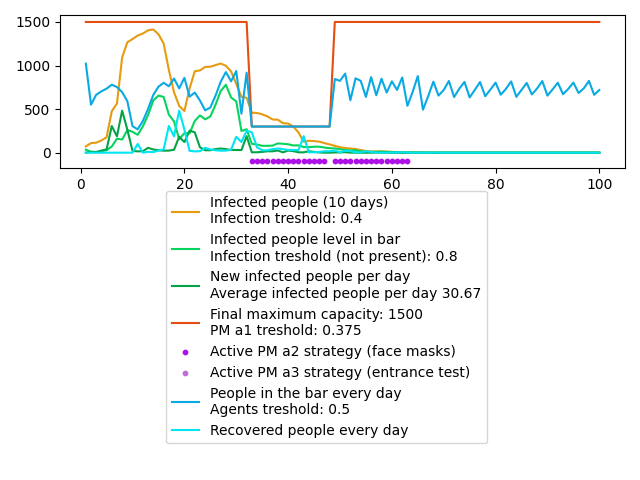 1500
1000
500
0
0
20
40
60
80
100
Infected people (10 days)
Infection treshold: 0.4
Infected people level in bar
Infection treshold (not present): 0.8
New infected people per day
Average infected people per day 30.67
Final maximum capacity: 1500
PM a1 treshold: 0.375
Active PM a2 strategy (face masks)
Active PM a3 strategy (entrance test)
People in the bar every day
Agents treshold: 0.5
Recovered people every day